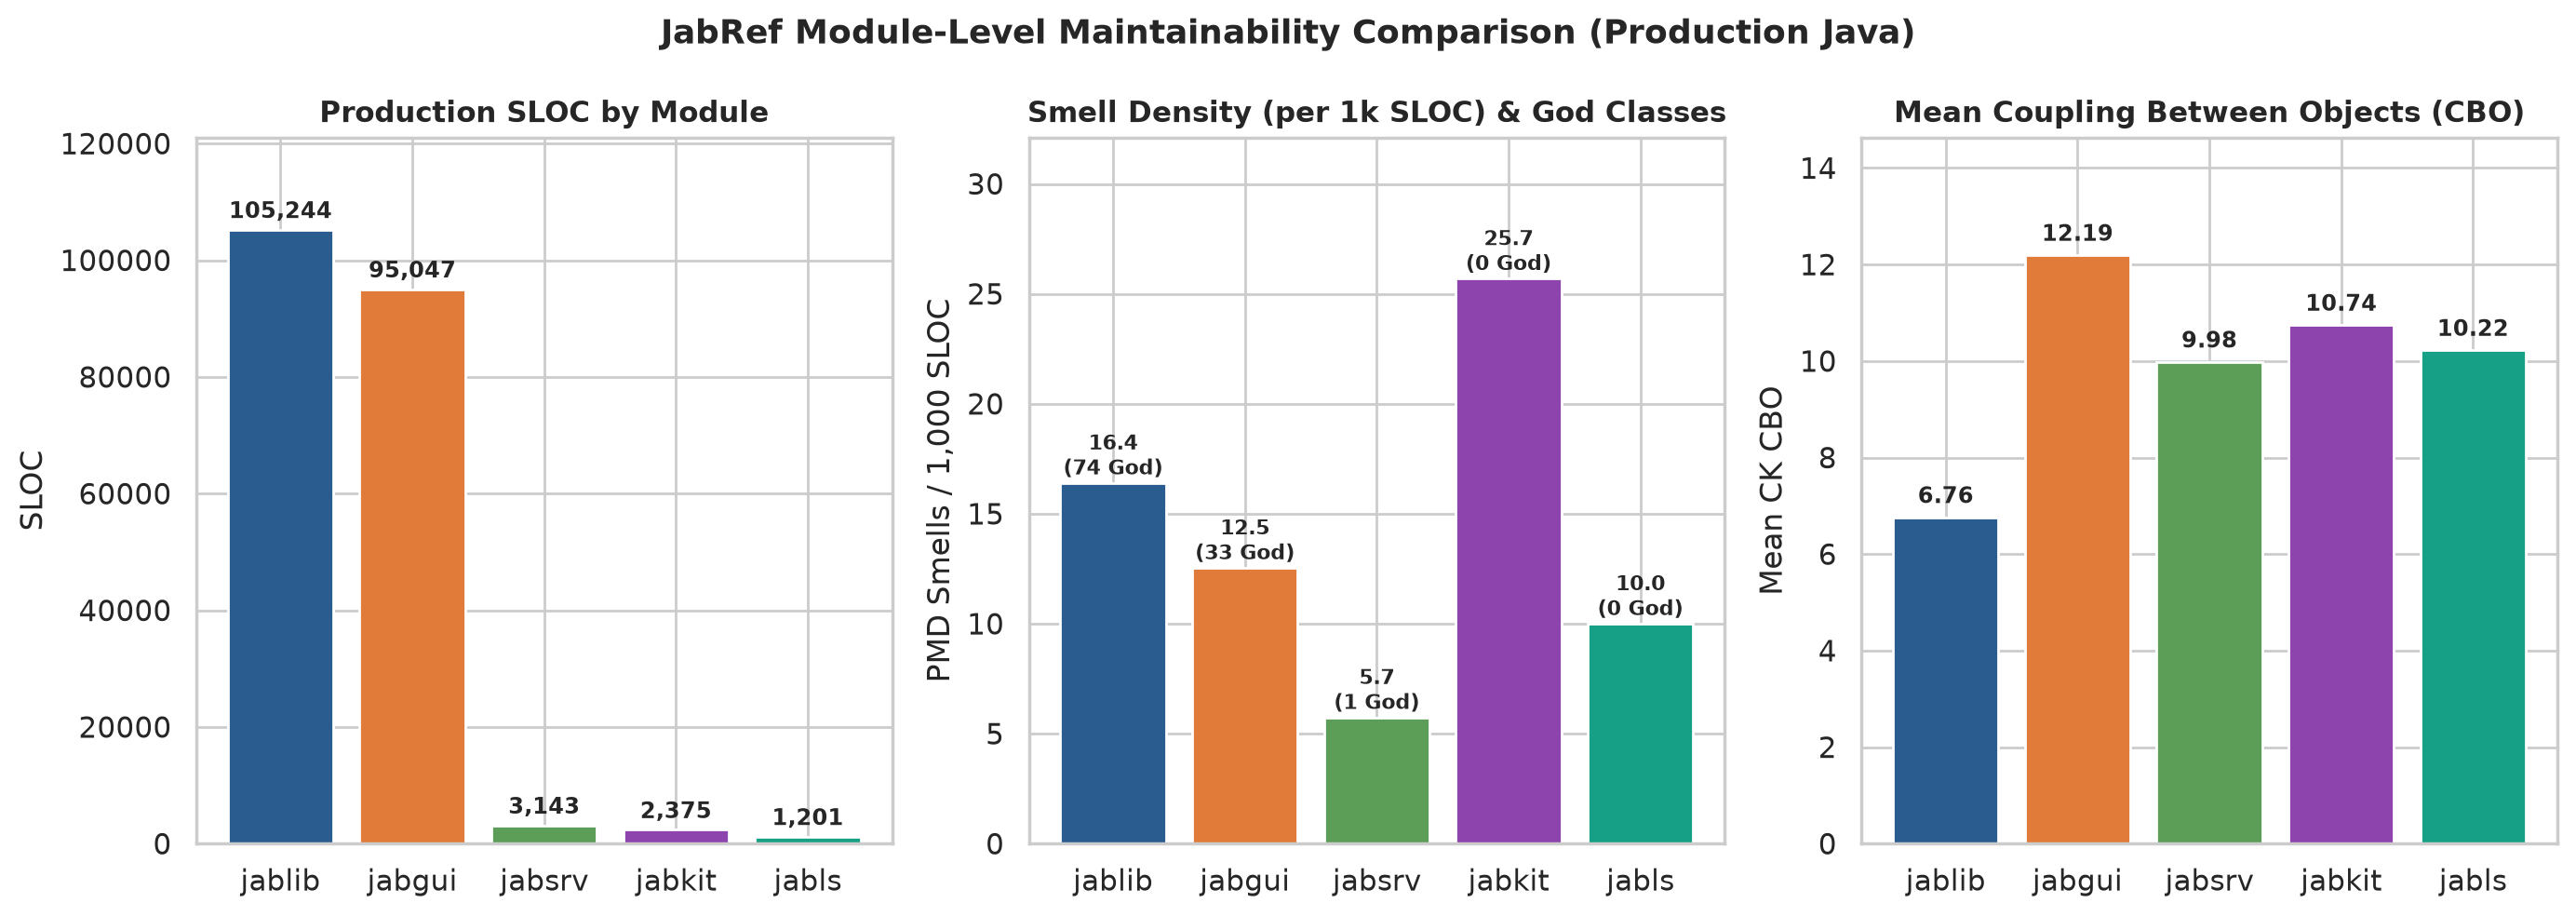 JabRef Module-Level Maintainability Comparison (Production Java)
Production SLOC by Module
SLOC
120000
100000
80000
60000
40000
20000
0
105,244
95,047
3,143
2,375
1,201
jablib
jabgui
jabsrv
jabkit
jabls
Smell Density (per 1k SLOC) & God Classes
PMD Smells / 1,000 SLOC
30
25
20
15
10
5
0
16.4
(74 God)
12.5
(33 God)
5.7
(1 God)
25.7
(0 God)
10.0
(0 God)
jablib
jabgui
jabsrv
jabkit
jabls
Mean Coupling Between Objects (CBO)
Mean CK CBO
14
12
10
8
6
4
2
0
6.76
12.19
9.98
10.74
10.22
jablib
jabgui
jabsrv
jabkit
jabls